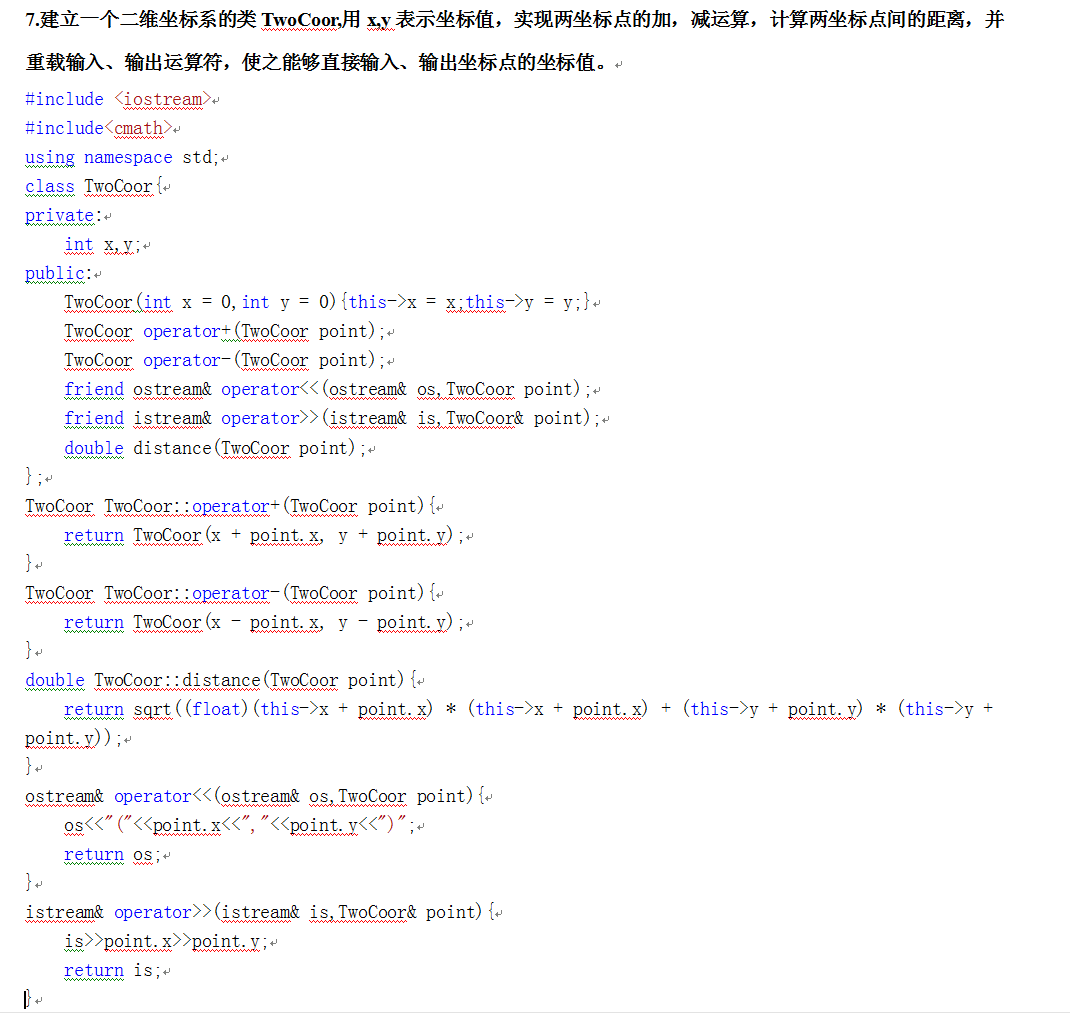 7.建立一个二维坐标系的类 TwoCoor,用 x,y 表示坐标值，实现两坐标点的加，减运算，计算两坐标点间的距离，并
重载输入、输出运算符，使之能够直接输入、输出坐标点的坐标值。
#include <iostream>
#include<cmath>
using namespace std;
class TwoCoor{
private:
    int x,y;
public:
    TwoCoor(int x = 0,int y = 0){this->x = x;this->y = y;}
    TwoCoor operator+(TwoCoor point);
    TwoCoor operator-(TwoCoor point);
    friend ostream& operator<<(ostream& os,TwoCoor point);
    friend istream& operator>>(istream& is,TwoCoor& point);
    double distance(TwoCoor point);
};
TwoCoor TwoCoor::operator+(TwoCoor point){
    return TwoCoor(x + point.x, y + point.y);
}
TwoCoor TwoCoor::operator-(TwoCoor point){
    return TwoCoor(x - point.x, y - point.y);
}
double TwoCoor::distance(TwoCoor point){
    return sqrt((float)(this->x + point.x) * (this->x + point.x) + (this->y + point.y) * (this->y +
point.y));
}
ostream& operator<<(ostream& os,TwoCoor point){
    os<<"("<<point.x<<","<<point.y<<")";
    return os;
}
istream& operator>>(istream& is,TwoCoor& point){
    is>>point.x>>point.y;
    return is;
}